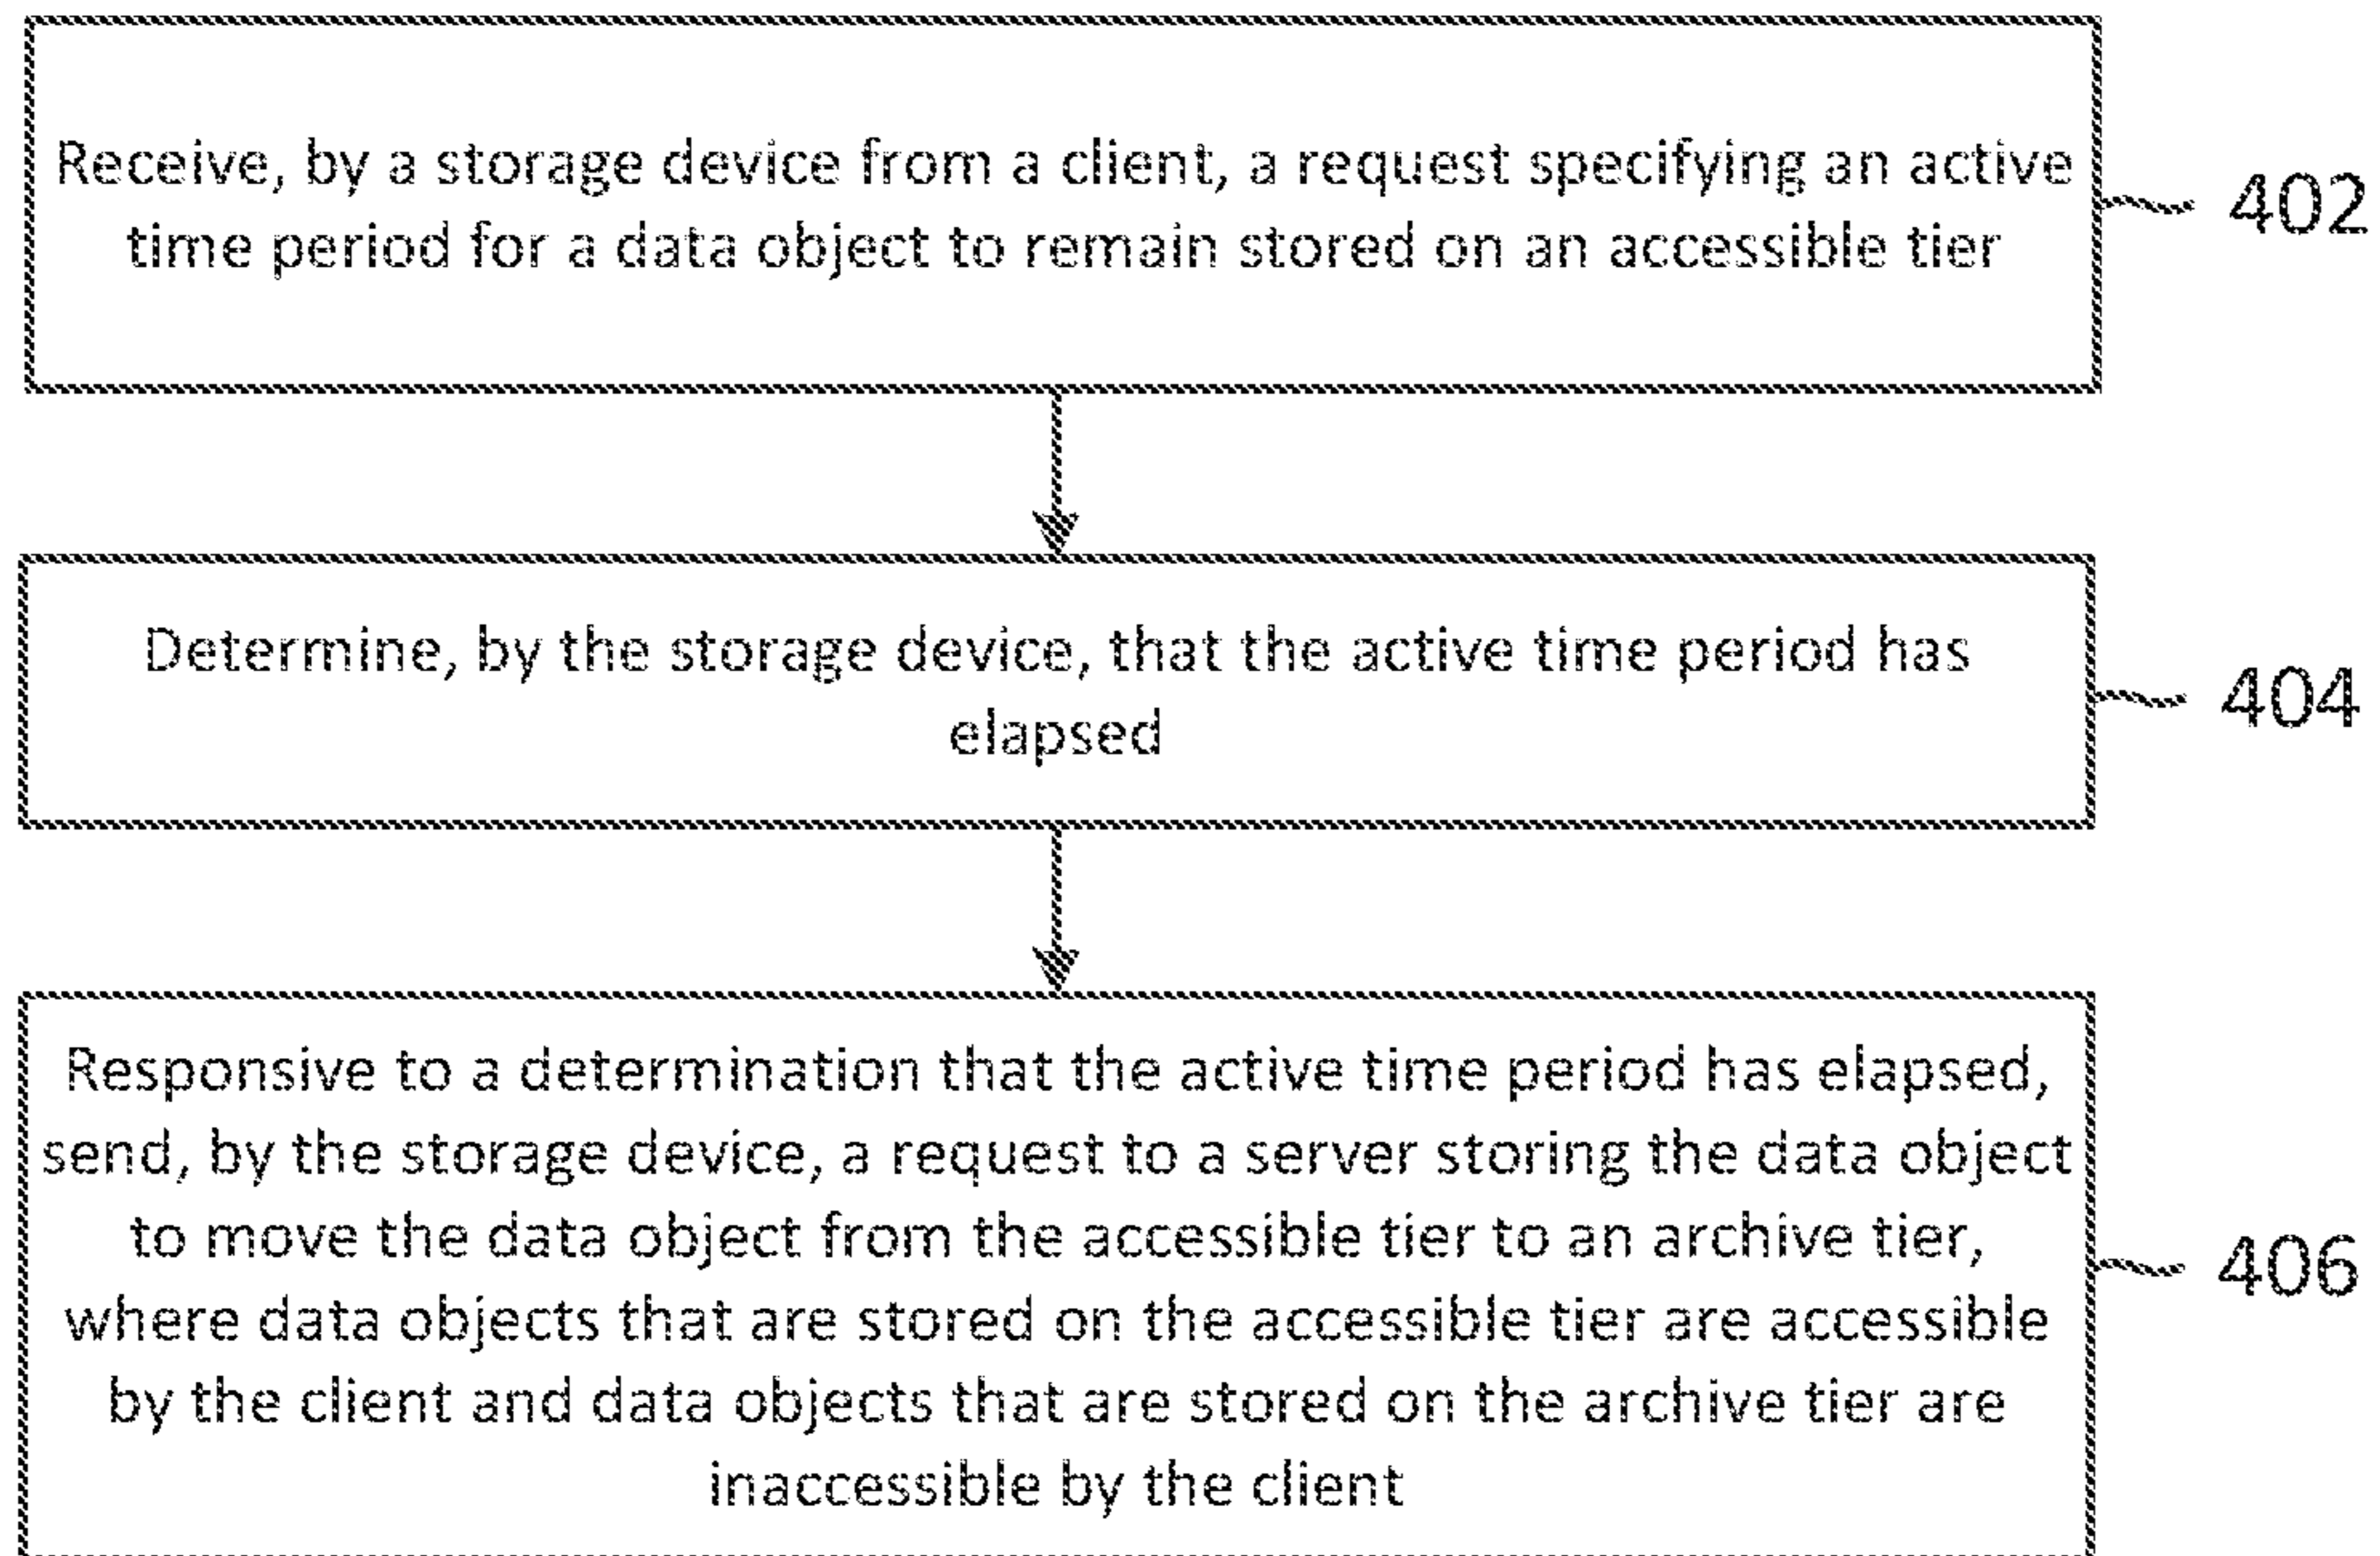 Receive, by a storage device from a client, a request specifying an active
time period for a data object to remain stored on an accessible tier
402
Determine, by the storage device, that the active time period has
elapsed
404
Responsive to a determination that the active time period has elapsed,
send, by the storage device, a request to a server storing the data object
to move the data object from the accessible tier to an archive tier,
where data objects that are stored on the accessible tier are accessible
by the client and data objects that are stored on the archive tier are
inaccessible by the client
406